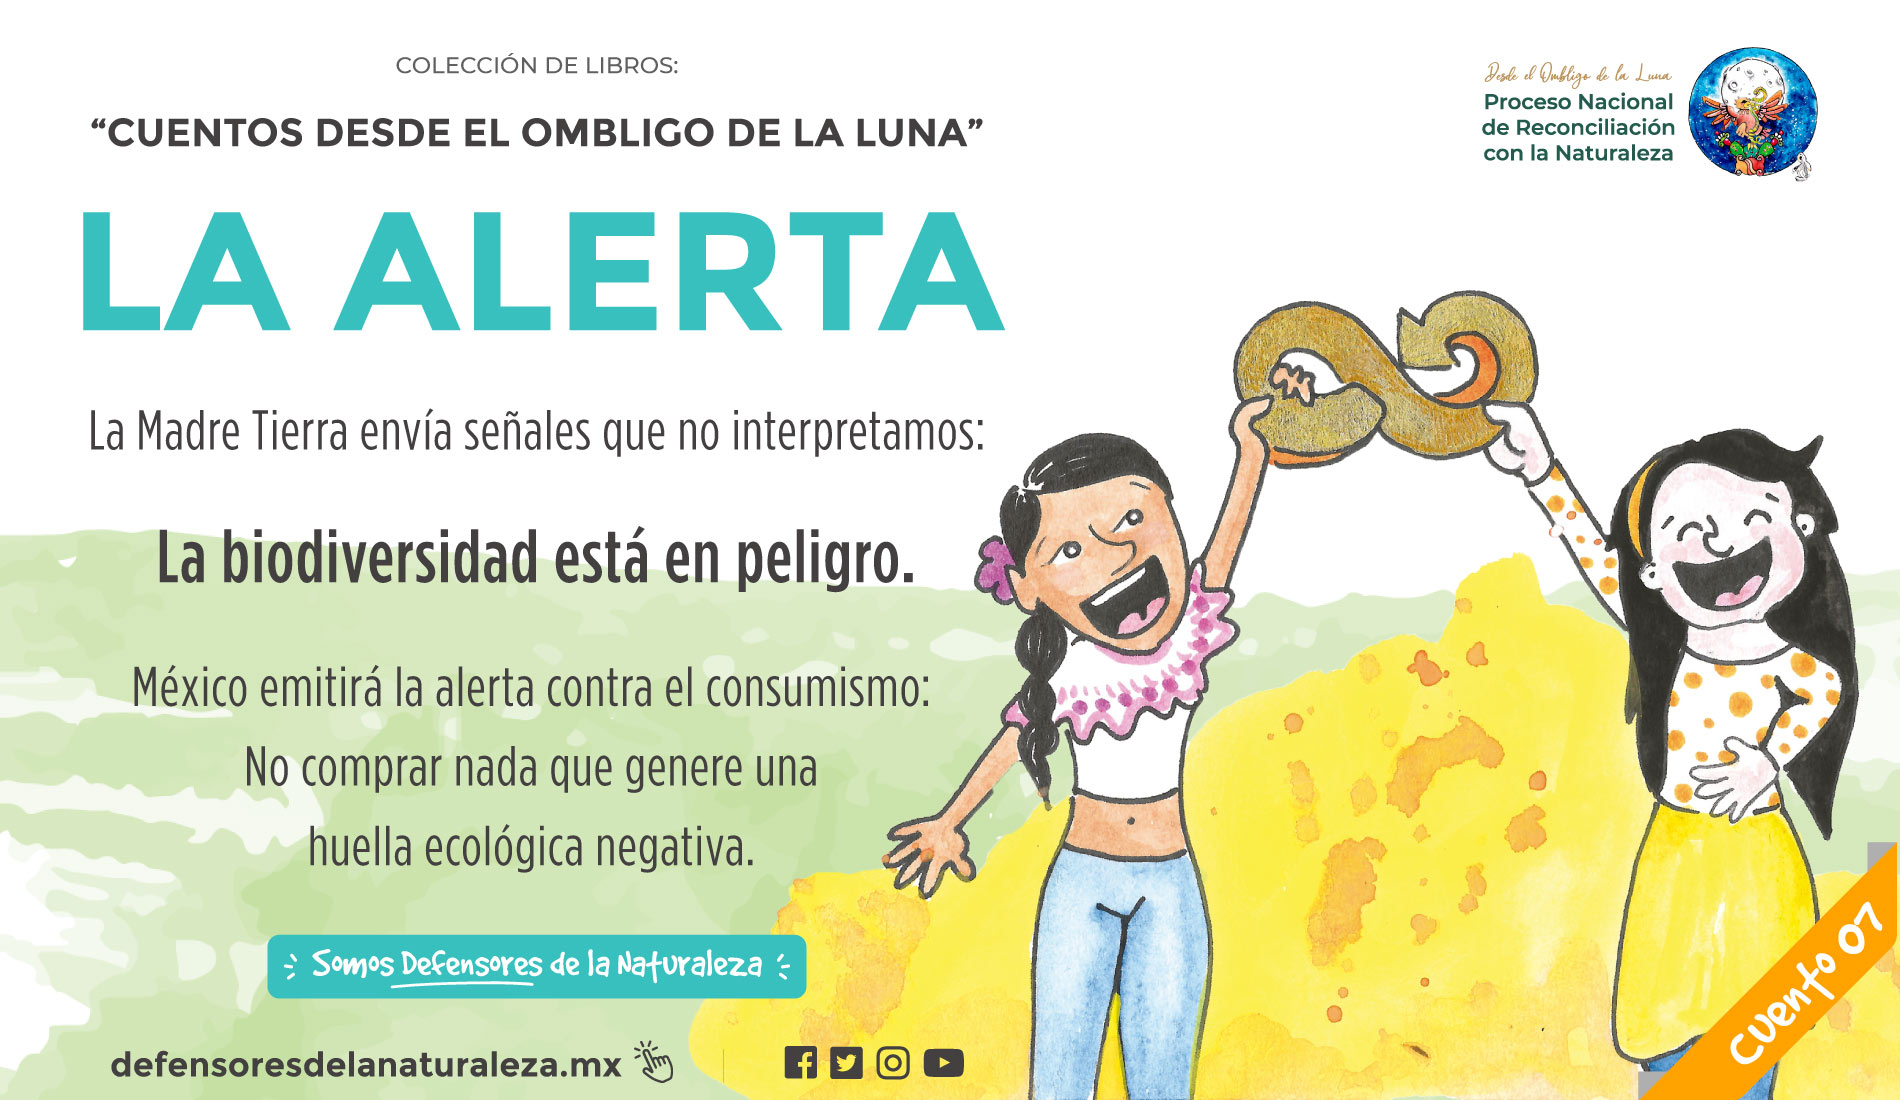 COLECCIÓN DE LIBROS:
“CUENTOS DESDE EL OMBLIGO DE LA LUNA”
Desde el Ombligo de la Luna
Proceso Nacional
de Reconciliación
con la Naturaleza
LA ALERTA
La Madre Tierra envía señales que no interpretamos:
La biodiversidad está en peligro.
México emitirá la alerta contra el consumismo:
No comprar nada que genere una
huella ecológica negativa.
Somos Defensores de la Naturaleza
defensoresdelanaturaleza.mx
Cuento 07